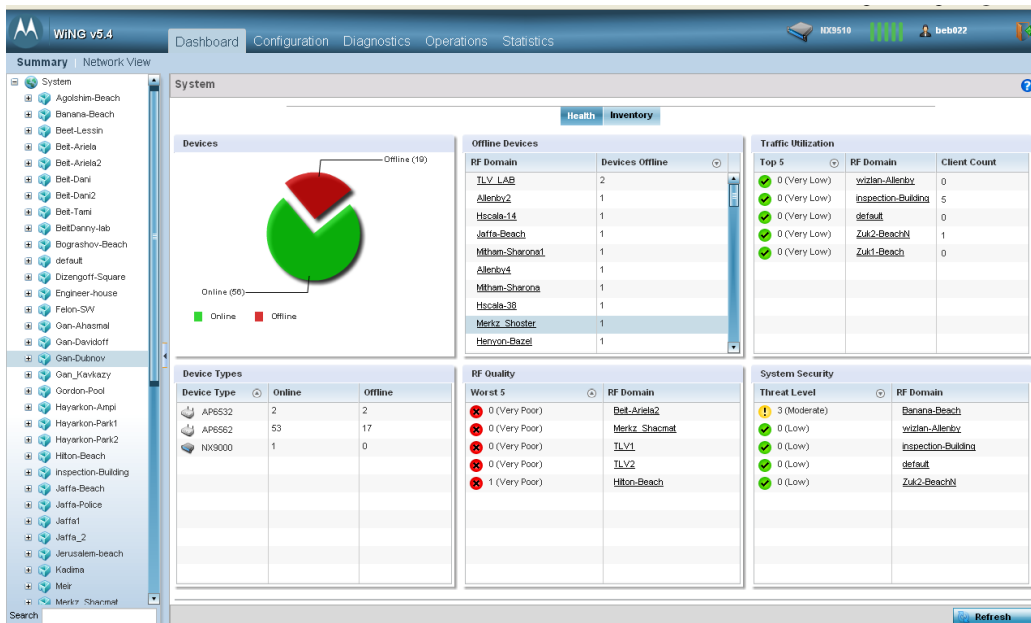 WiNG v5.4
Dashboard Configuration Diagnostics Operations Statistics
NX9510
beb022
Summary | Network View
System
Agolshim-Beach
Banana-Beach
Beet-Lessin
Beit-Ariela
Beit-Ariela2
Beit-Dani
Beit-Dani2
Beit-Tami
BeitDanny-lab
Bograshov-Beach
default
Dizengoff-Square
Engineer-house
Felon-SW
Gan-Ahasmal
Gan-Davidoff
Gan-Dubnov
Gan_Kavkazy
Gordon-Pool
Hayarkon-Ampi
Hayarkon-Park1
Hayarkon-Park2
Hilton-Beach
inspection-Building
Jaffa-Beach
Jaffa-Police
Jaffa1
Jaffa_2
Jerusalem-beach
Kadima
Meir
Merkz_Shacmat
Search
System
Health Inventory
Devices
Offline (19)
Online (56)
Online Offline
Offline Devices
RF Domain Devices Offline
TLV_LAB 2
Allenby2 1
Hscala-14 1
Jaffa-Beach 1
Mitham-Sharona1 1
Allenby4 1
Mitham-Sharona 1
Hscala-38 1
Merkz_Shoster 1
Henyon-Bazel 1
Traffic Utilization
Top 5 RF Domain Client Count
0 (Very Low) wizlan-Allenby 0
0 (Very Low) inspection-Building 5
0 (Very Low) default 0
0 (Very Low) Zuk2-BeachN 1
0 (Very Low) Zuk1-Beach 0
Device Types
Device Type Online Offline
AP6532 2 2
AP6562 53 17
NX9000 1 0
RF Quality
Worst 5 RF Domain
0 (Very Poor) Beit-Ariela2
0 (Very Poor) Merkz_Shacmat
0 (Very Poor) TLV1
0 (Very Poor) TLV2
1 (Very Poor) Hilton-Beach
System Security
Threat Level RF Domain
3 (Moderate) Banana-Beach
0 (Low) wizlan-Allenby
0 (Low) inspection-Building
0 (Low) default
0 (Low) Zuk2-BeachN
Refresh